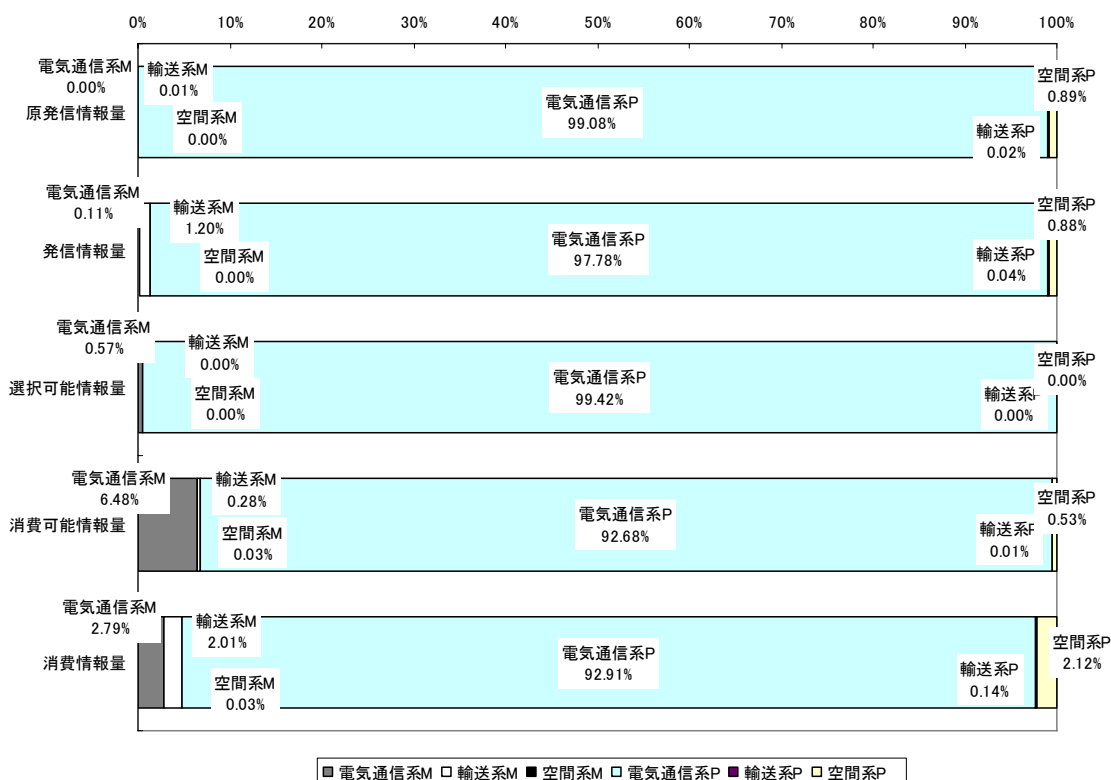 0% 10% 20% 30% 40% 50% 60% 70% 80% 90% 100%
電気通信系M
0.00%
輸送系M
0.01%
空間系M
0.00%
原発信情報量
電気通信系P
99.08%
輸送系P
0.02%
空間系P
0.89%
電気通信系M
0.11%
輸送系M
1.20%
空間系M
0.00%
発信情報量
電気通信系P
97.78%
輸送系P
0.04%
空間系P
0.88%
電気通信系M
0.57%
輸送系M
0.00%
空間系M
0.00%
選択可能情報量
電気通信系P
99.42%
輸送系P
0.00%
空間系P
0.00%
電気通信系M
6.48%
輸送系M
0.28%
空間系M
0.03%
消費可能情報量
電気通信系P
92.68%
輸送系P
0.01%
空間系P
0.53%
電気通信系M
2.79%
輸送系M
2.01%
空間系M
0.03%
消費情報量
電気通信系P
92.91%
輸送系P
0.14%
空間系P
2.12%
電気通信系M 輸送系M 空間系M 電気通信系P 輸送系P 空間系P